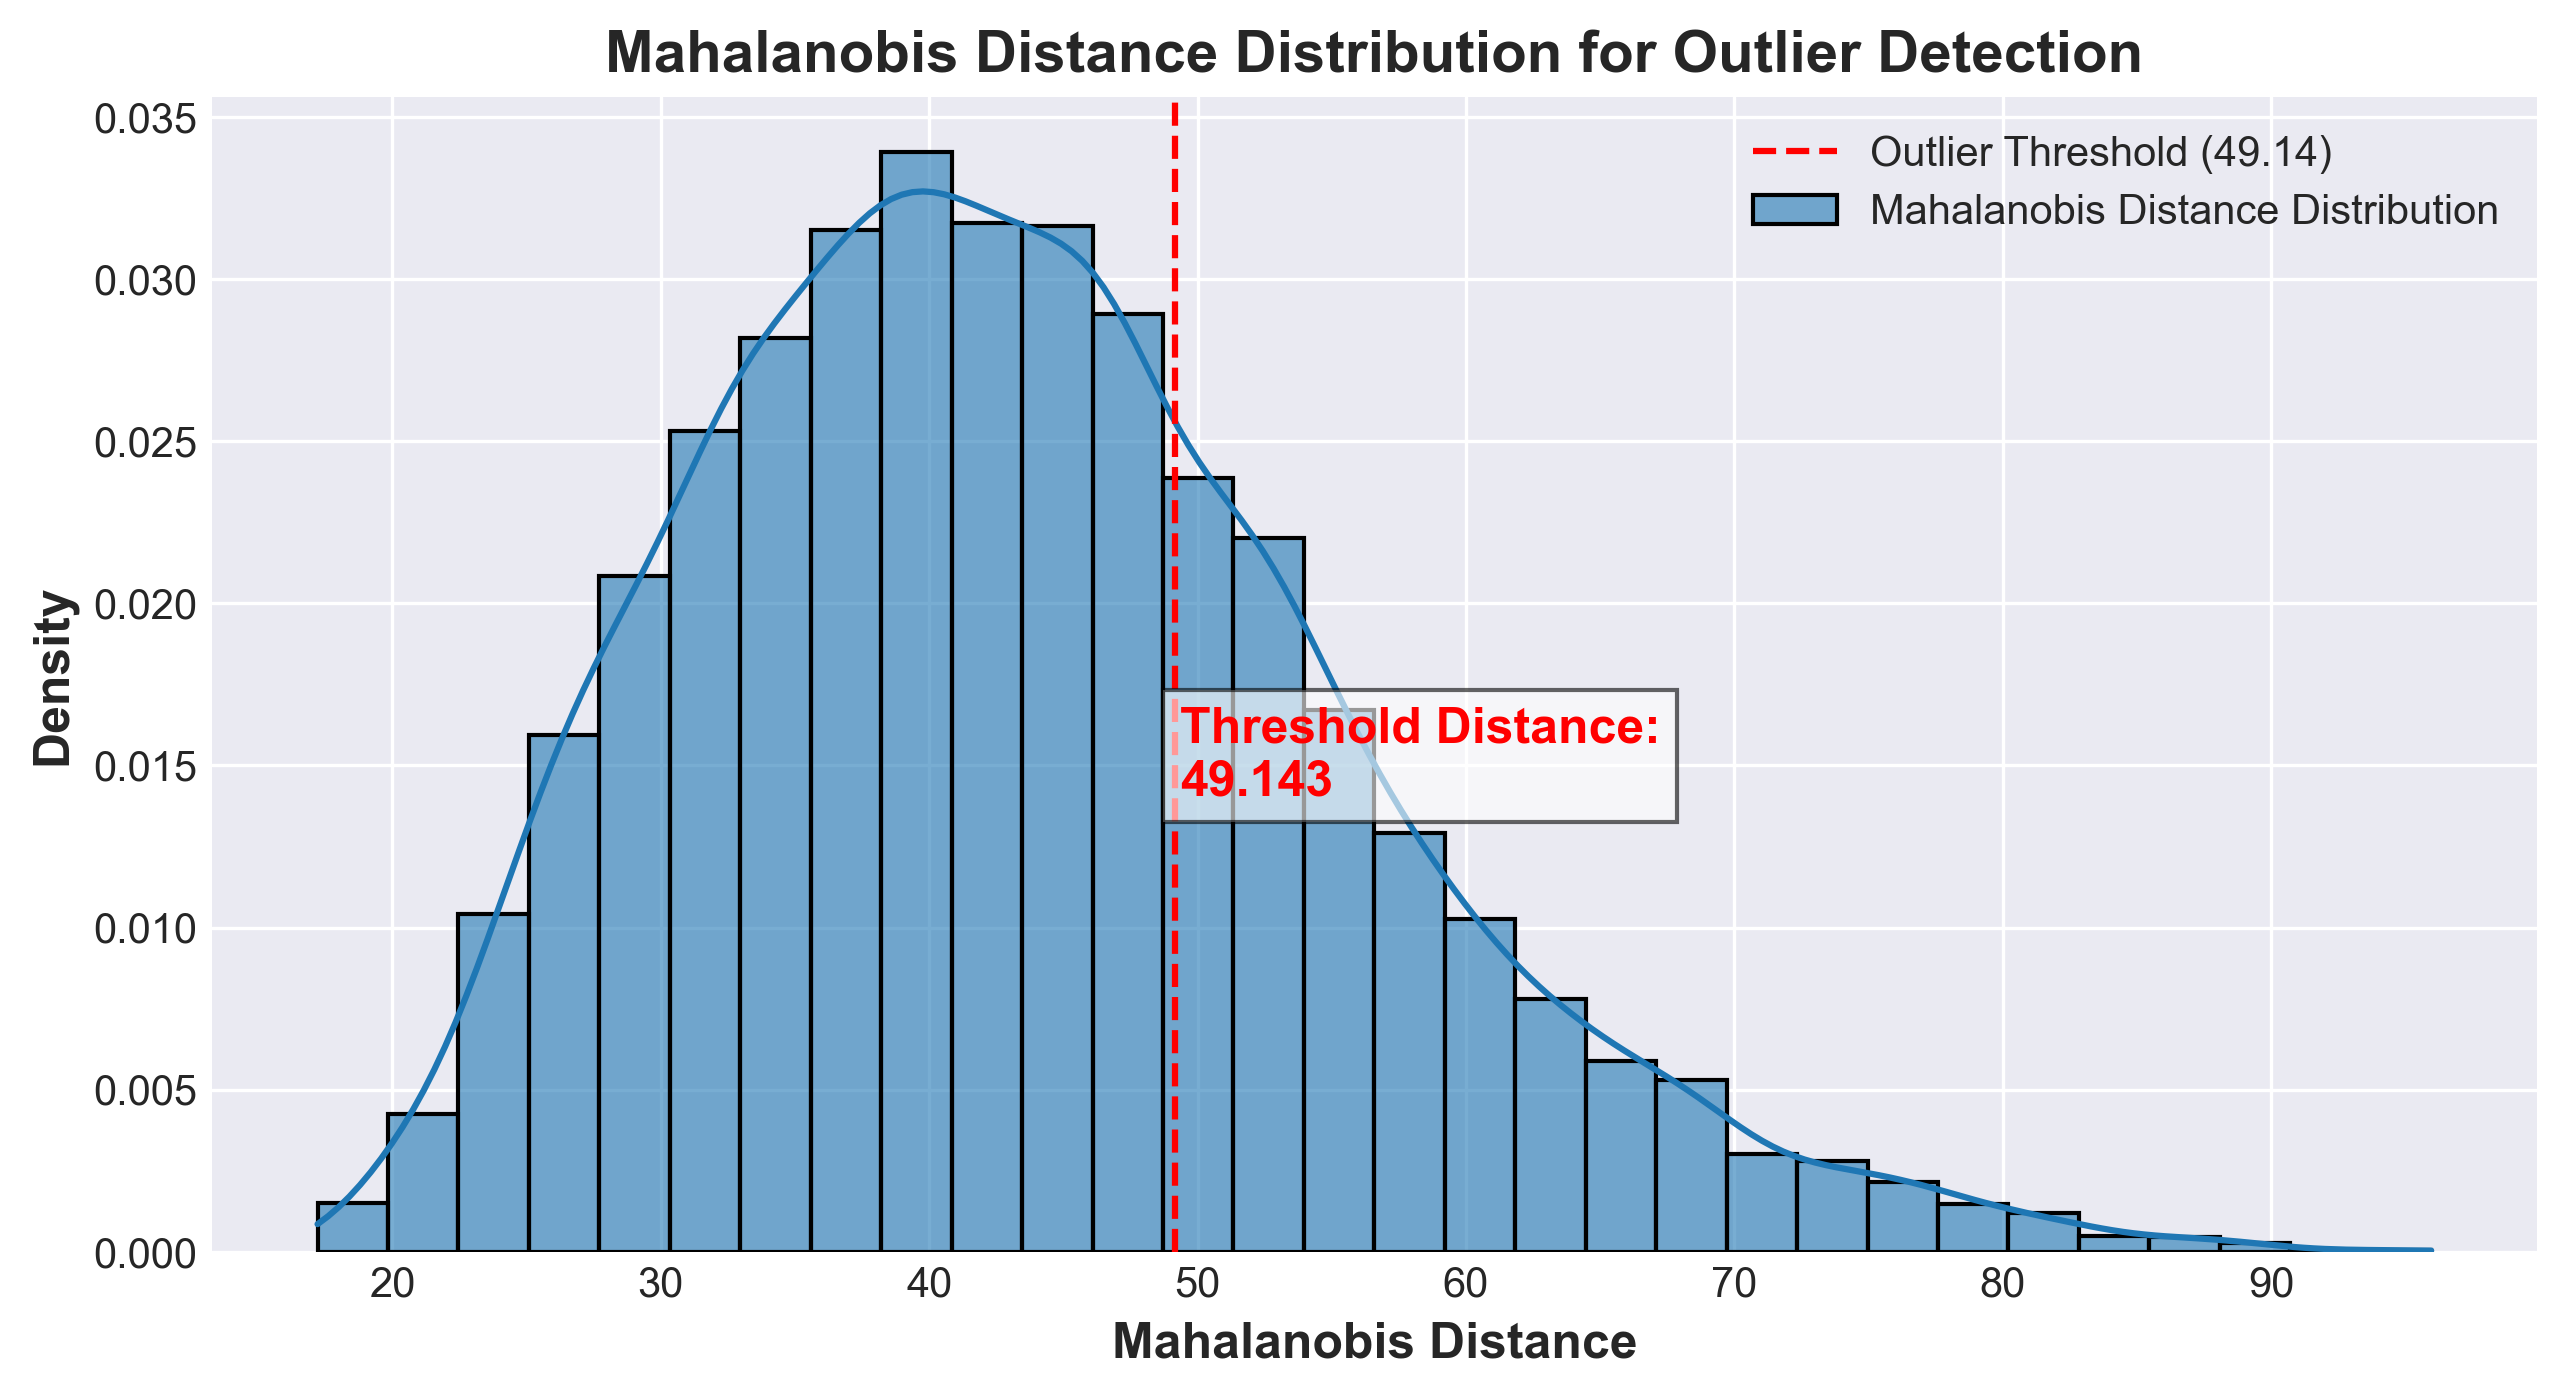 Mahalanobis Distance Distribution for Outlier Detection
0.035
0.030
0.025
0.020
0.015
0.010
0.005
0.000
Density
Outlier Threshold (49.14)
Mahalanobis Distance Distribution
Threshold Distance:
49.143
20 30 40 50 60 70 80 90
Mahalanobis Distance